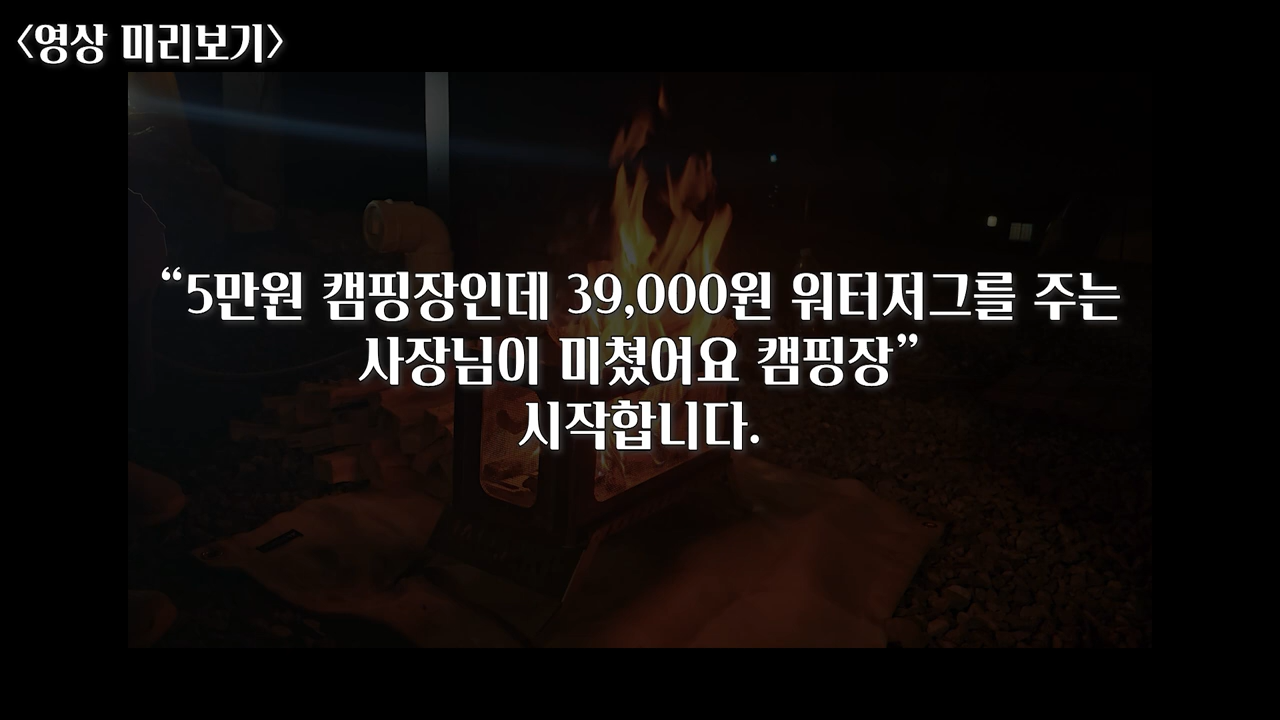 <영상 미리보기>
“5만원 캠핑장인데 39,000원 워터저그를 주는
사장님이 미쳤어요 캠핑장”
시작합니다.